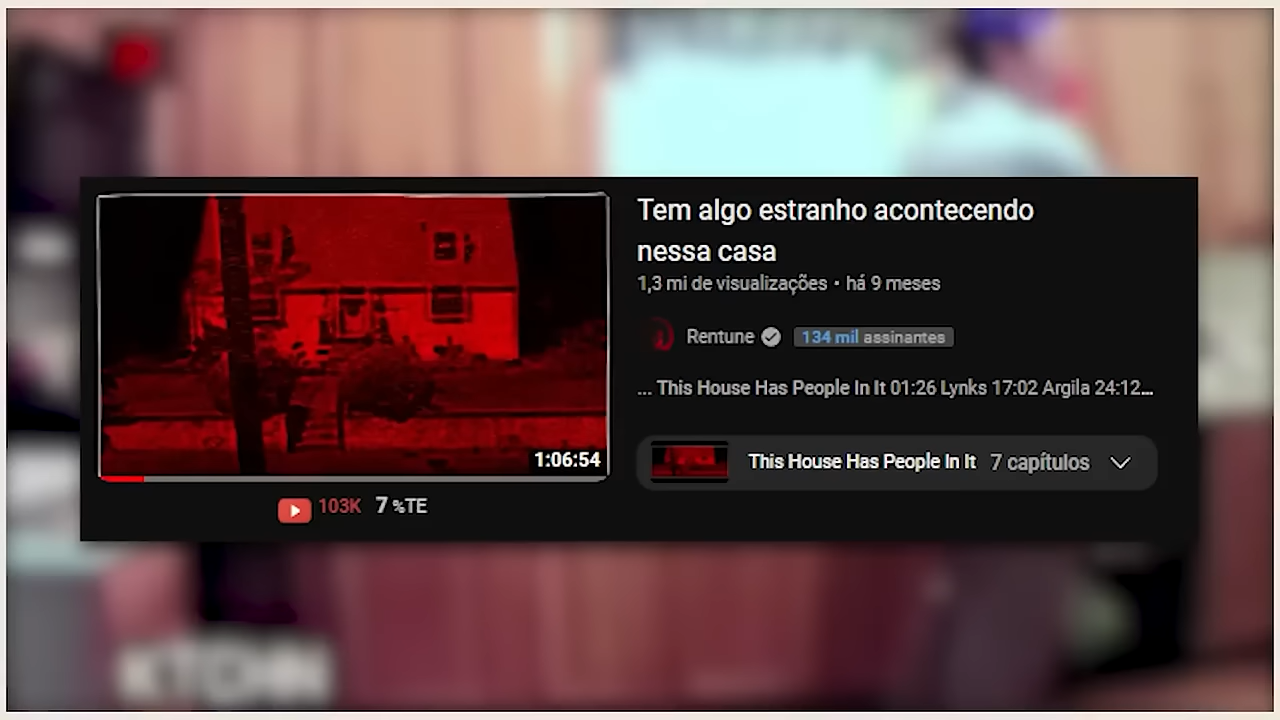 Tem algo estranho acontecendo
nessa casa
1,3 mi de visualizações • há 9 meses
Rentune 134 mil assinantes
... This House Has People In It 01:26 Lynks 17:02 Argila 24:12...
1:06:54
This House Has People In It 7 capítulos
103K 7 %TE